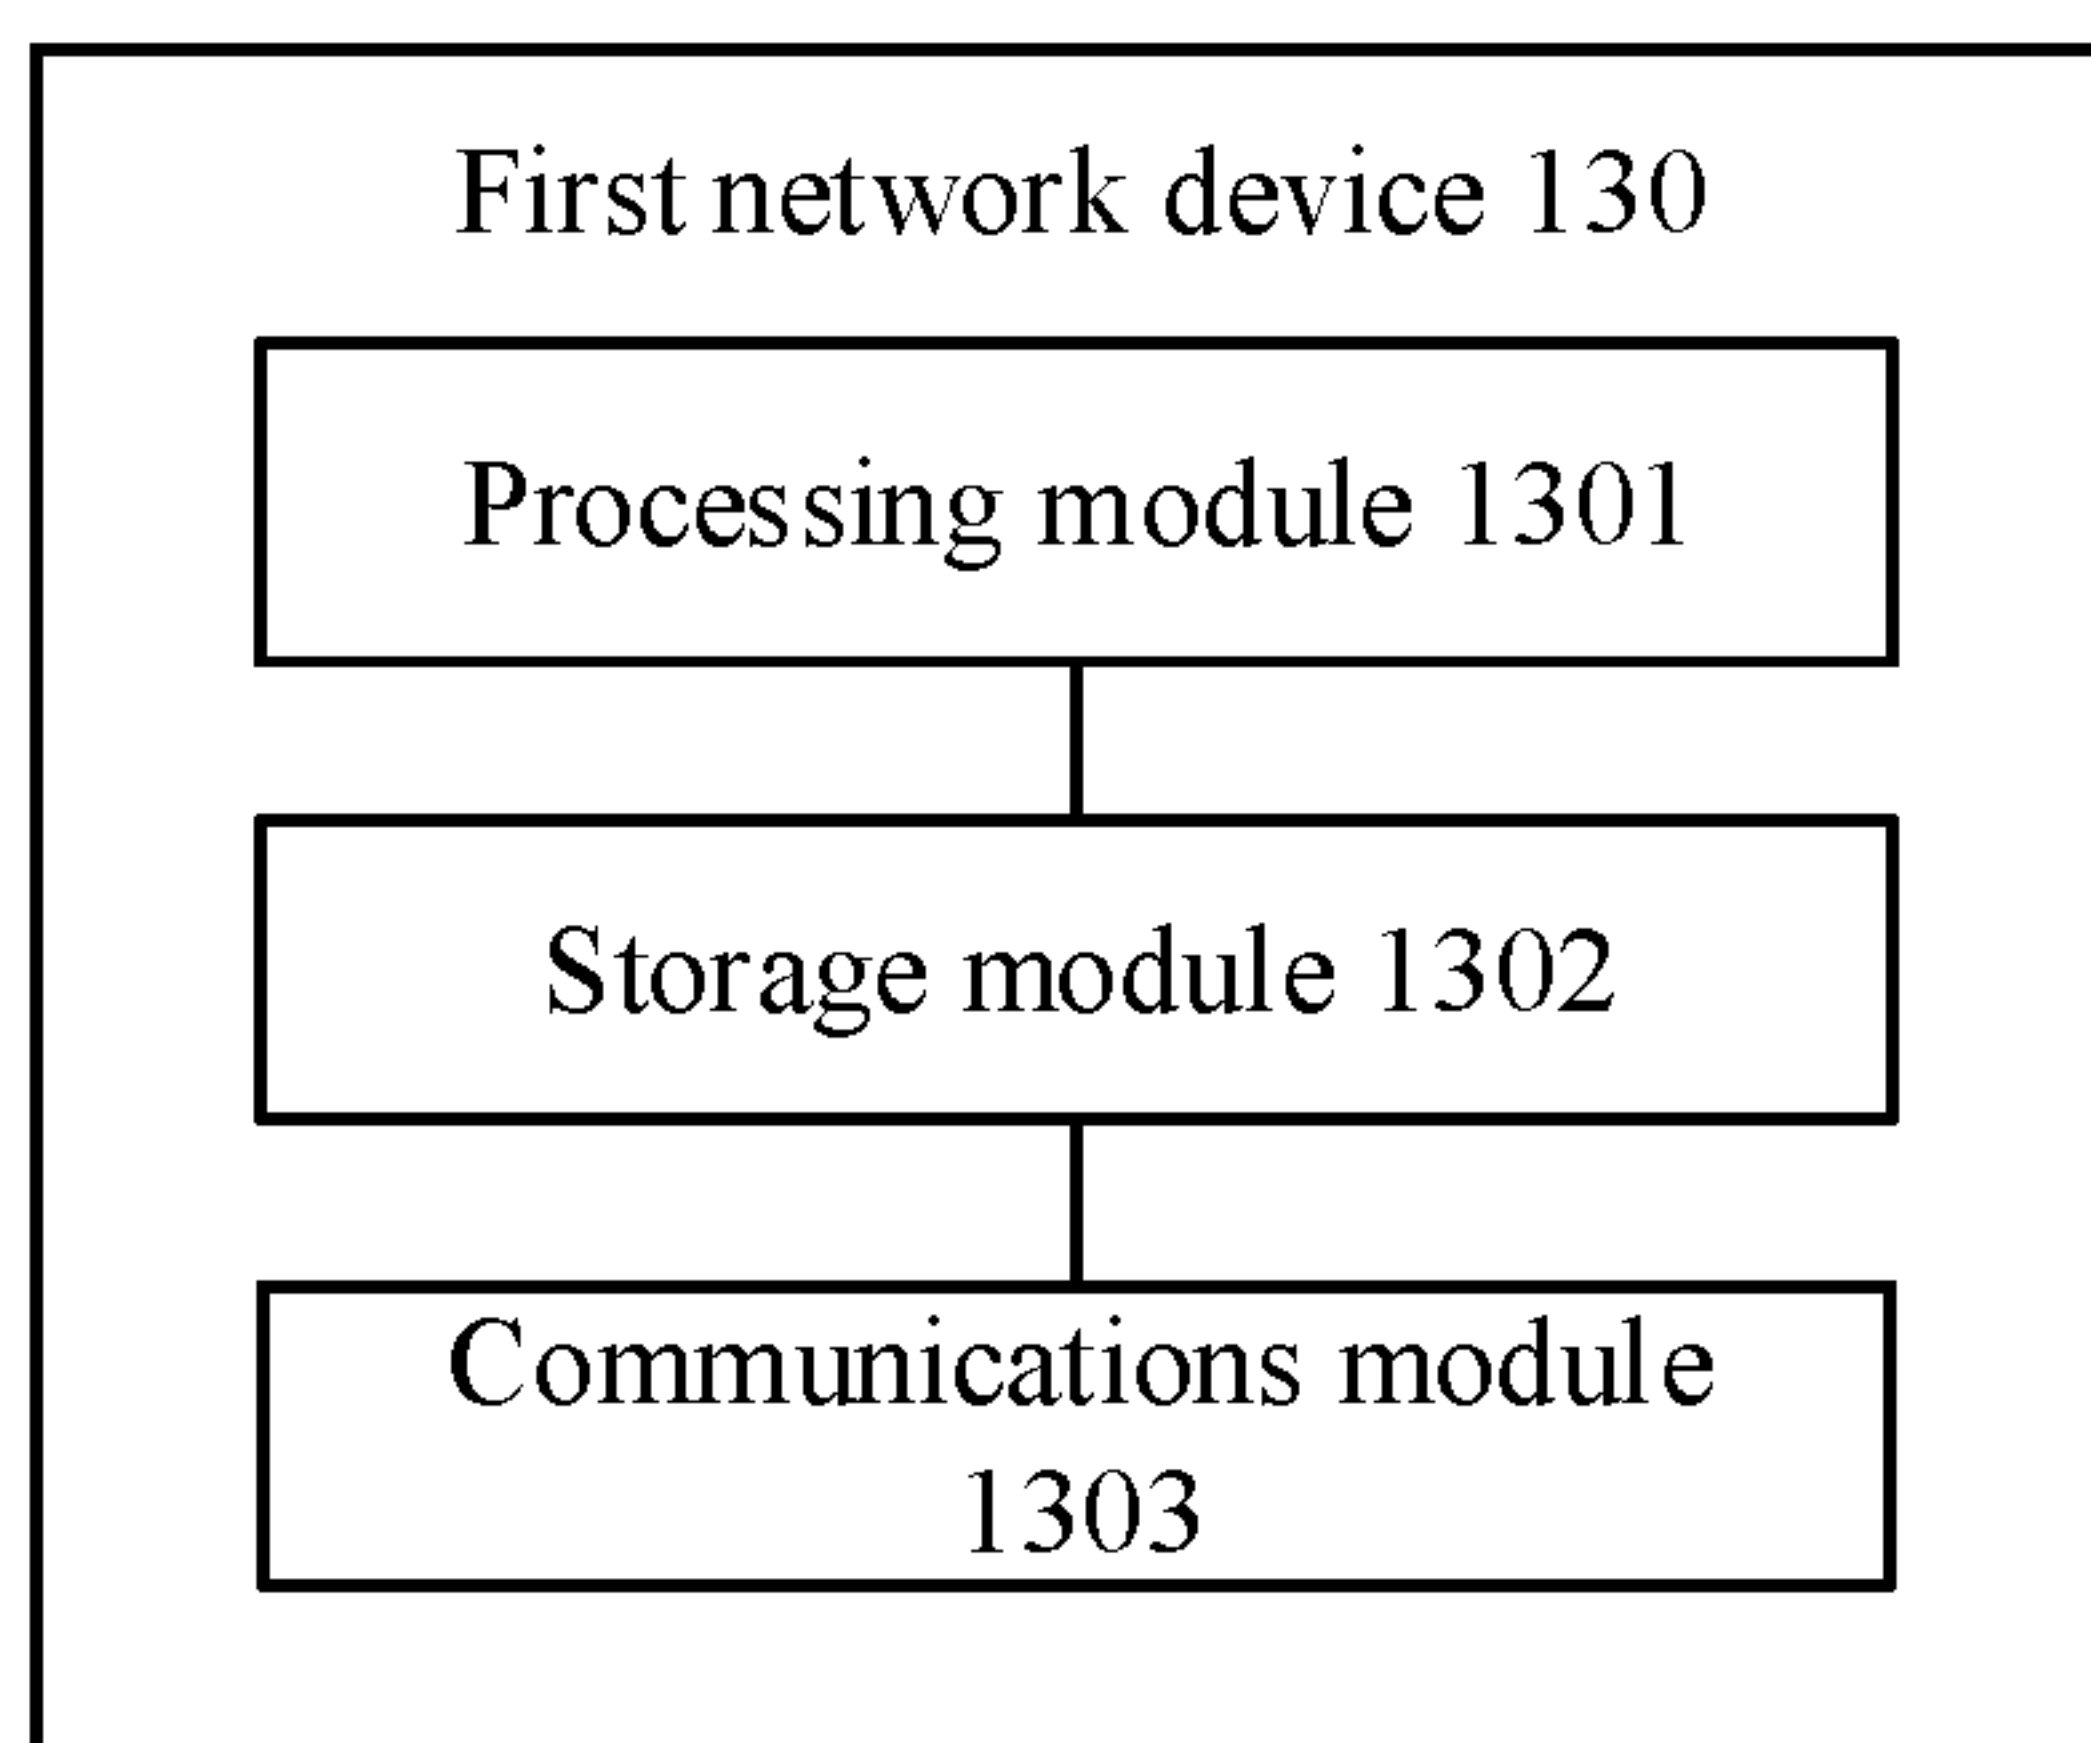 First network device 130
Processing module 1301
Storage module 1302
Communications module
1303